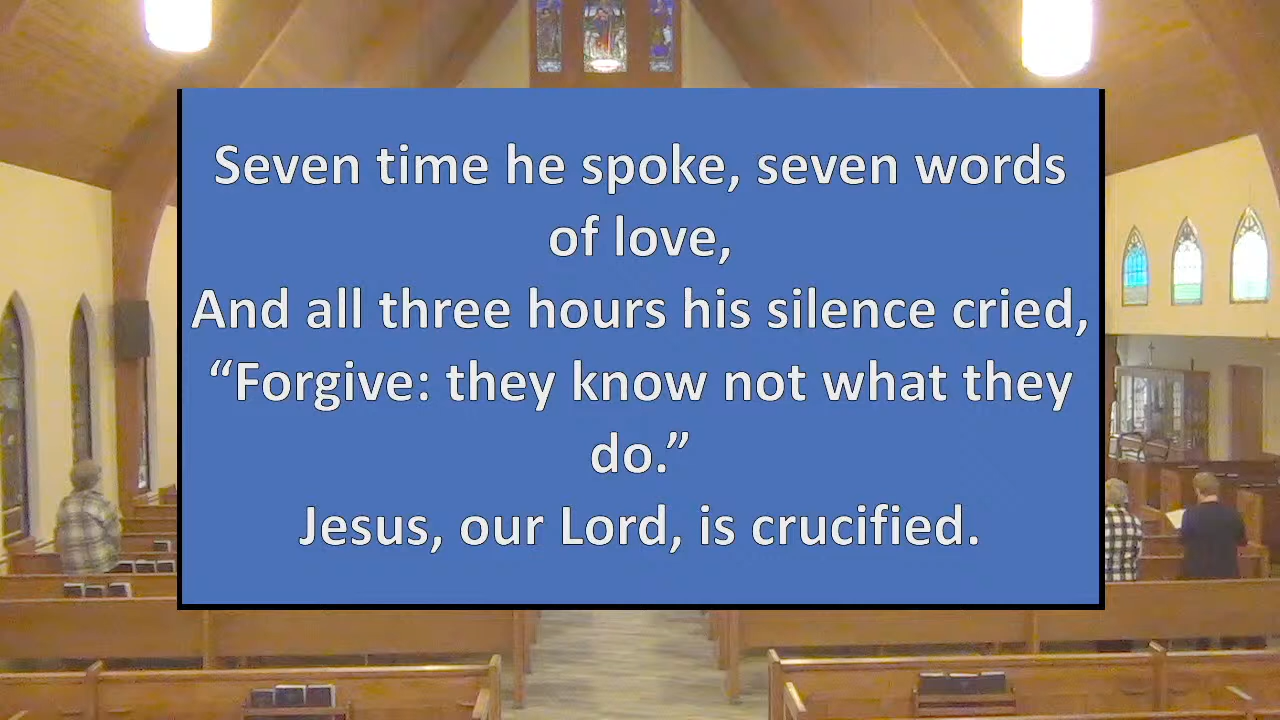 Seven time he spoke, seven words
of love,
And all three hours his silence cried,
“Forgive: they know not what they
do.”
Jesus, our Lord, is crucified.